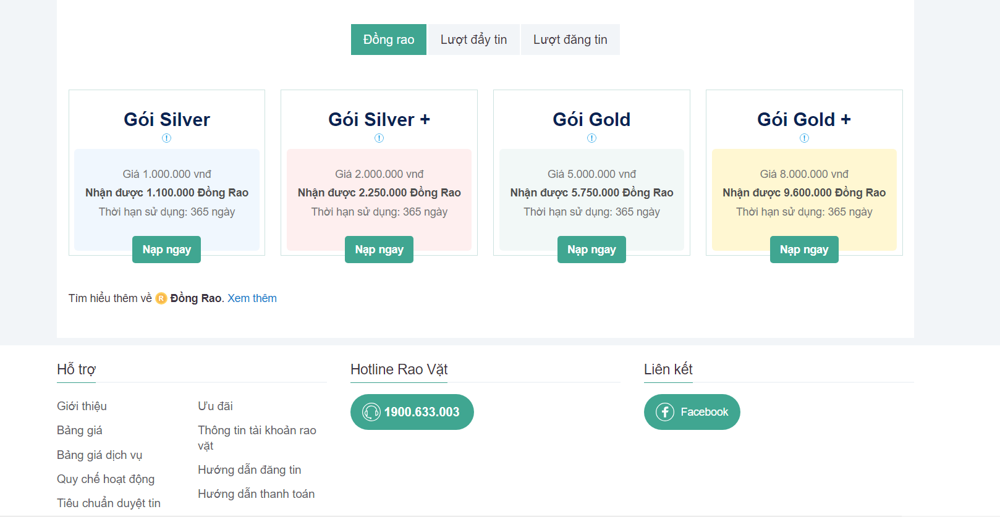 Đồng rao
Lượt đẩy tin
Lượt đăng tin
Gói Silver
Giá 1.000.000 vnđ
Nhận được 1.100.000 Đồng Rao
Thời hạn sử dụng: 365 ngày
Nạp ngay
Gói Silver +
Giá 2.000.000 vnđ
Nhận được 2.250.000 Đồng Rao
Thời hạn sử dụng: 365 ngày
Nạp ngay
Gói Gold
Giá 5.000.000 vnđ
Nhận được 5.750.000 Đồng Rao
Thời hạn sử dụng: 365 ngày
Nạp ngay
Gói Gold +
Giá 8.000.000 vnđ
Nhận được 9.600.000 Đồng Rao
Thời hạn sử dụng: 365 ngày
Nạp ngay
Tìm hiểu thêm về R Đồng Rao. Xem thêm
Hỗ trợ
Giới thiệu
Bảng giá
Bảng giá dịch vụ
Quy chế hoạt động
Tiêu chuẩn duyệt tin
Ưu đãi
Thông tin tài khoản rao
vặt
Hướng dẫn đăng tin
Hướng dẫn thanh toán
Hotline Rao Vặt
1900.633.003
Liên kết
Facebook